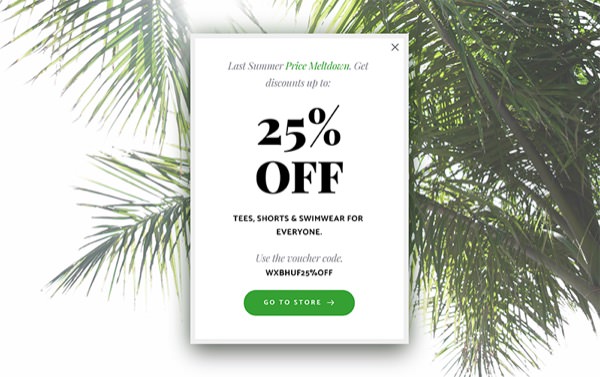 Last Summer Price Meltdown. Get
discounts up to:
25%
OFF
TEES, SHORTS & SWIMWEAR FOR
EVERYONE.
Use the voucher code.
WXBHUF25%OFF
GO TO STORE →